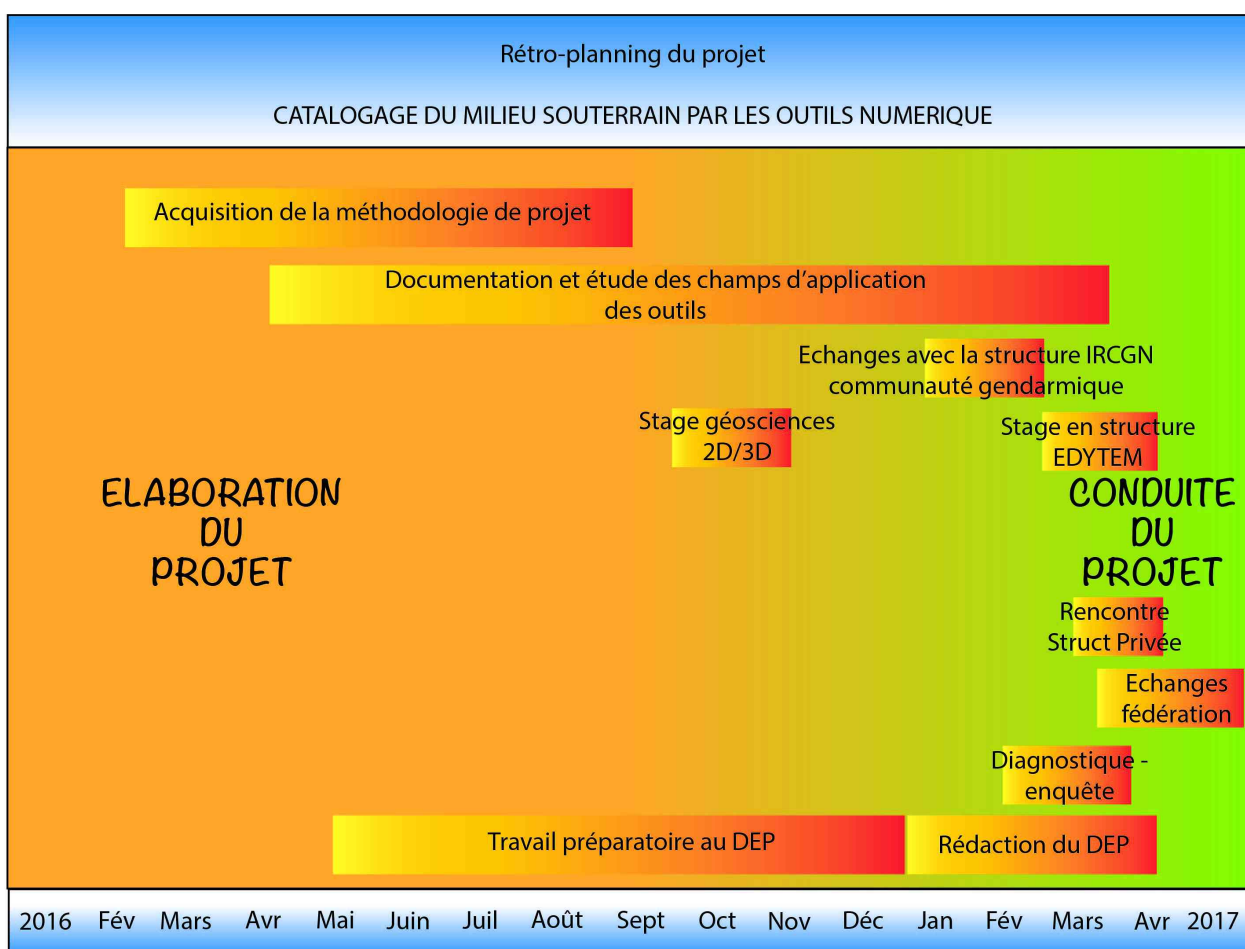 Rétro-planning du projet
CATALOGAGE DU MILIEU SOUTERRAIN PAR LES OUTILS NUMERIQUE
Acquisition de la méthodologie de projet
Documentation et étude des champs d'application
des outils
Echanges avec la structure IRCGN
communauté gendarmique
Stage géosciences
2D/3D
Stage en structure
EDYTEM
ELABORATION
DU
PROJET
CONDUITE
DU
PROJET
Rencontre
Struct Privée
Echanges
fédération
Diagnostique -
enquête
Travail préparatoire au DEP
Rédaction du DEP
2016 Fév Mars Avr Mai Juin Juil Août Sept Oct Nov Déc Jan Fév Mars Avr 2017